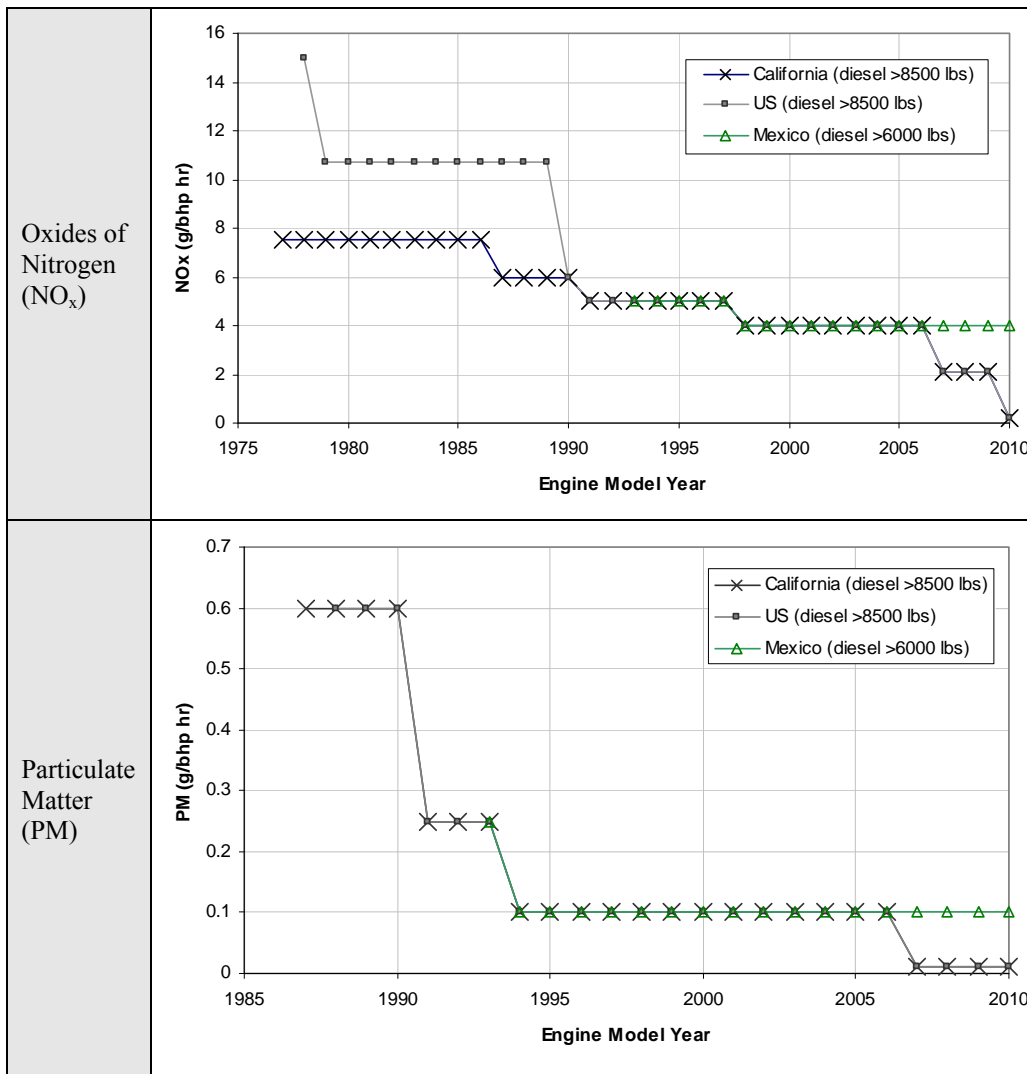 Oxides of
Nitrogen
(NOx)
16
14
12
10
8
6
4
2
0
NOx (g/bhp hr)
California (diesel >8500 lbs)
US (diesel >8500 lbs)
Mexico (diesel >6000 lbs)
1975 1980 1985 1990 1995 2000 2005 2010
Engine Model Year
Particulate
Matter
(PM)
0.7
0.6
0.5
0.4
0.3
0.2
0.1
0
PM (g/bhp hr)
California (diesel >8500 lbs)
US (diesel >8500 lbs)
Mexico (diesel >6000 lbs)
1985 1990 1995 2000 2005 2010
Engine Model Year